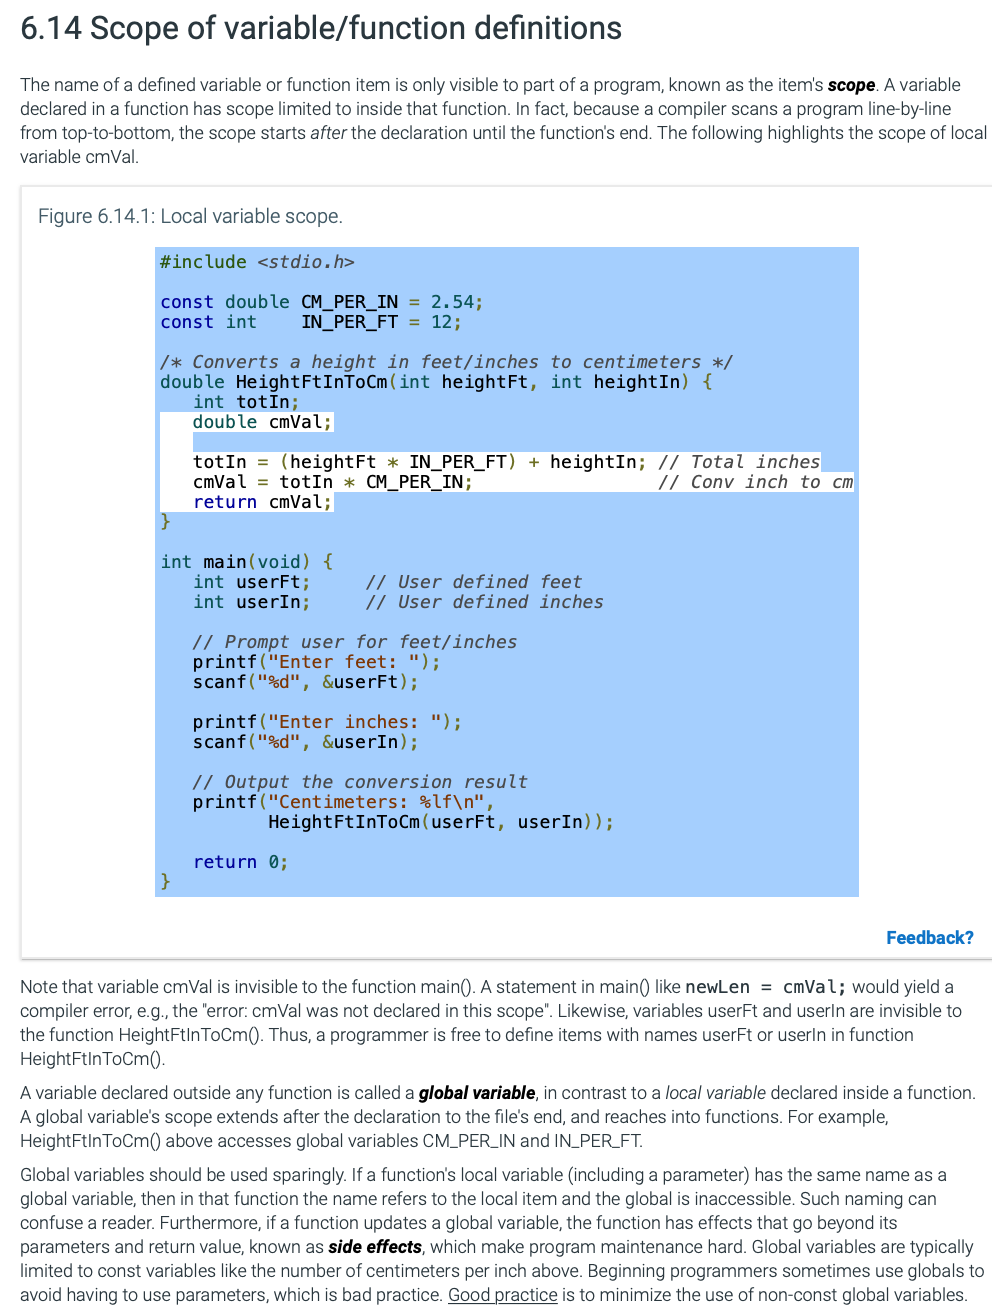 6.14 Scope of variable/function definitions
The name of a defined variable or function item is only visible to part of a program, known as the item's scope. A variable
declared in a function has scope limited to inside that function. In fact, because a compiler scans a program line-by-line
from top-to-bottom, the scope starts after the declaration until the function's end. The following highlights the scope of local
variable cmVal.
Figure 6.14.1: Local variable scope.
#include <stdio.h>
const double CM_PER_IN = 2.54;
const int    IN_PER_FT = 12;
/* Converts a height in feet/inches to centimeters */
double HeightFtInToCm(int heightFt, int heightIn) {
   int totIn;
   double cmVal;
   totIn = (heightFt * IN_PER_FT) + heightIn; // Total inches
   cmVal = totIn * CM_PER_IN;                 // Conv inch to cm
   return cmVal;
}
int main(void) {
   int userFt;     // User defined feet
   int userIn;     // User defined inches
   // Prompt user for feet/inches
   printf("Enter feet: ");
   scanf("%d", &userFt);
   printf("Enter inches: ");
   scanf("%d", &userIn);
   // Output the conversion result
   printf("Centimeters: %lf\n",
          HeightFtInToCm(userFt, userIn));
   return 0;
}
Feedback?
Note that variable cmVal is invisible to the function main(). A statement in main() like newLen = cmVal; would yield a
compiler error, e.g., the "error: cmVal was not declared in this scope". Likewise, variables userFt and userIn are invisible to
the function HeightFtInToCm(). Thus, a programmer is free to define items with names userFt or userIn in function
HeightFtInToCm().
A variable declared outside any function is called a global variable, in contrast to a local variable declared inside a function.
A global variable's scope extends after the declaration to the file's end, and reaches into functions. For example,
HeightFtInToCm() above accesses global variables CM_PER_IN and IN_PER_FT.
Global variables should be used sparingly. If a function's local variable (including a parameter) has the same name as a
global variable, then in that function the name refers to the local item and the global is inaccessible. Such naming can
confuse a reader. Furthermore, if a function updates a global variable, the function has effects that go beyond its
parameters and return value, known as side effects, which make program maintenance hard. Global variables are typically
limited to const variables like the number of centimeters per inch above. Beginning programmers sometimes use globals to
avoid having to use parameters, which is bad practice. Good practice is to minimize the use of non-const global variables.